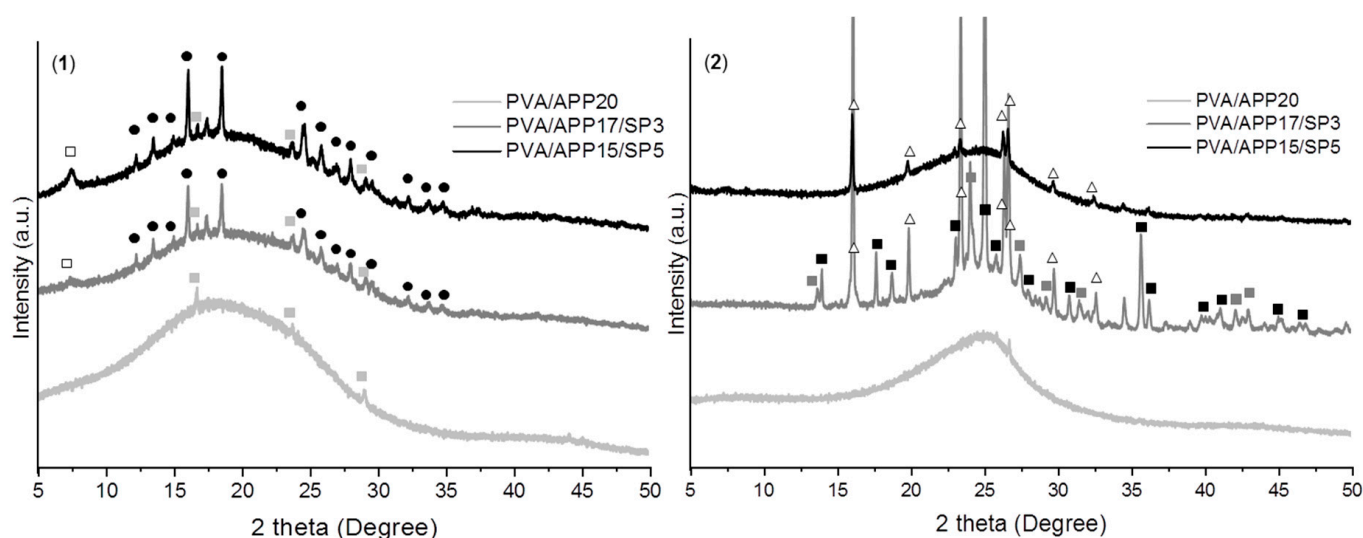 (1)
PVA/APP20
PVA/APP17/SP3
PVA/APP15/SP5
Intensity (a.u.)
5 10 15 20 25 30 35 40 45 50
2 theta (Degree)
(2)
PVA/APP20
PVA/APP17/SP3
PVA/APP15/SP5
Intensity (a.u.)
5 10 15 20 25 30 35 40 45 50
2 theta (Degree)